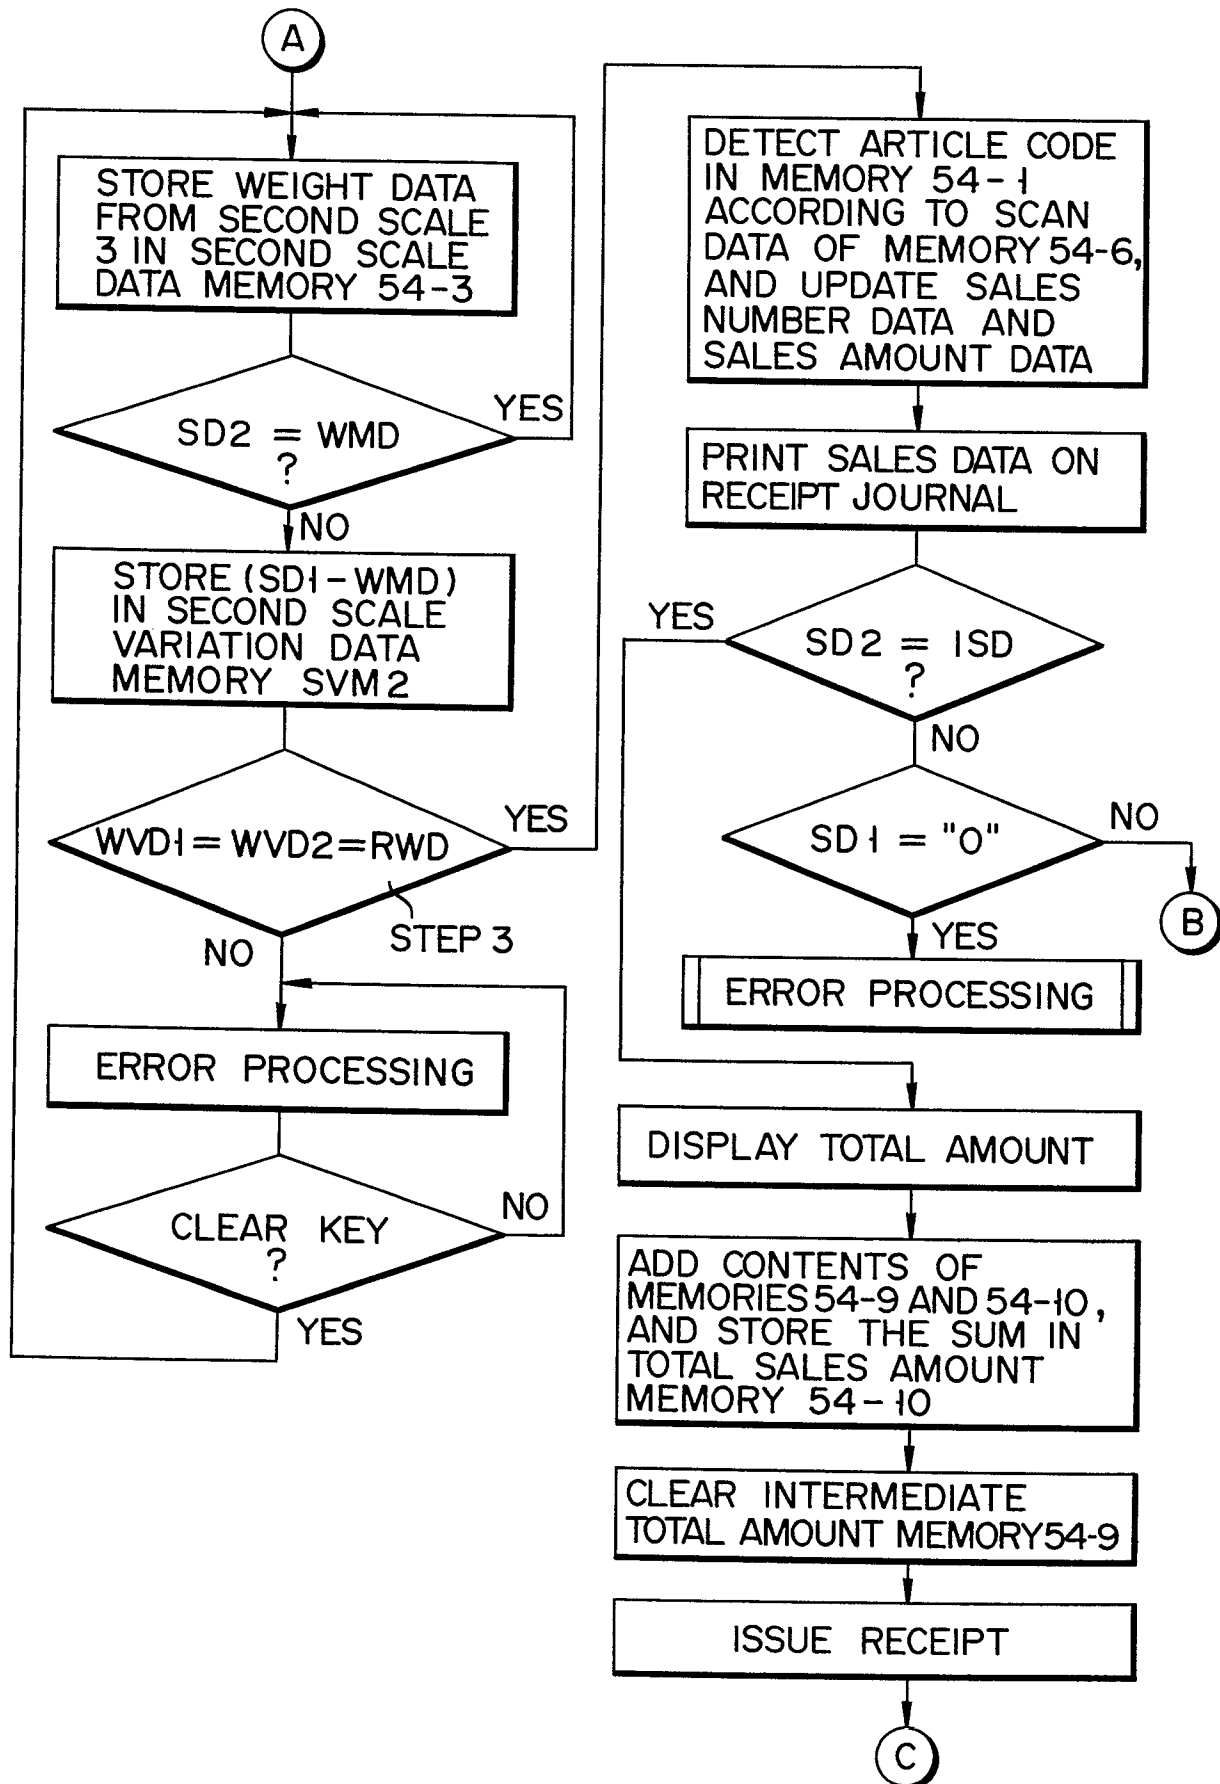 A
STORE WEIGHT DATA
FROM SECOND SCALE
3 IN SECOND SCALE
DATA MEMORY 54-3
SD2 = WMD
?
YES
NO
STORE (SD1-WMD)
IN SECOND SCALE
VARIATION DATA
MEMORY SVM2
WVD1=WVD2=RWD
YES
STEP 3
NO
ERROR PROCESSING
CLEAR KEY
?
NO
YES
DETECT ARTICLE CODE
IN MEMORY 54-1
ACCORDING TO SCAN
DATA OF MEMORY 54-6,
AND UPDATE SALES
NUMBER DATA AND
SALES AMOUNT DATA
PRINT SALES DATA ON
RECEIPT JOURNAL
YES
SD2 = ISD
?
NO
SD1 = "0"
NO
B
YES
ERROR PROCESSING
DISPLAY TOTAL AMOUNT
ADD CONTENTS OF
MEMORIES 54-9 AND 54-10,
AND STORE THE SUM IN
TOTAL SALES AMOUNT
MEMORY 54-10
CLEAR INTERMEDIATE
TOTAL AMOUNT MEMORY 54-9
ISSUE RECEIPT
C